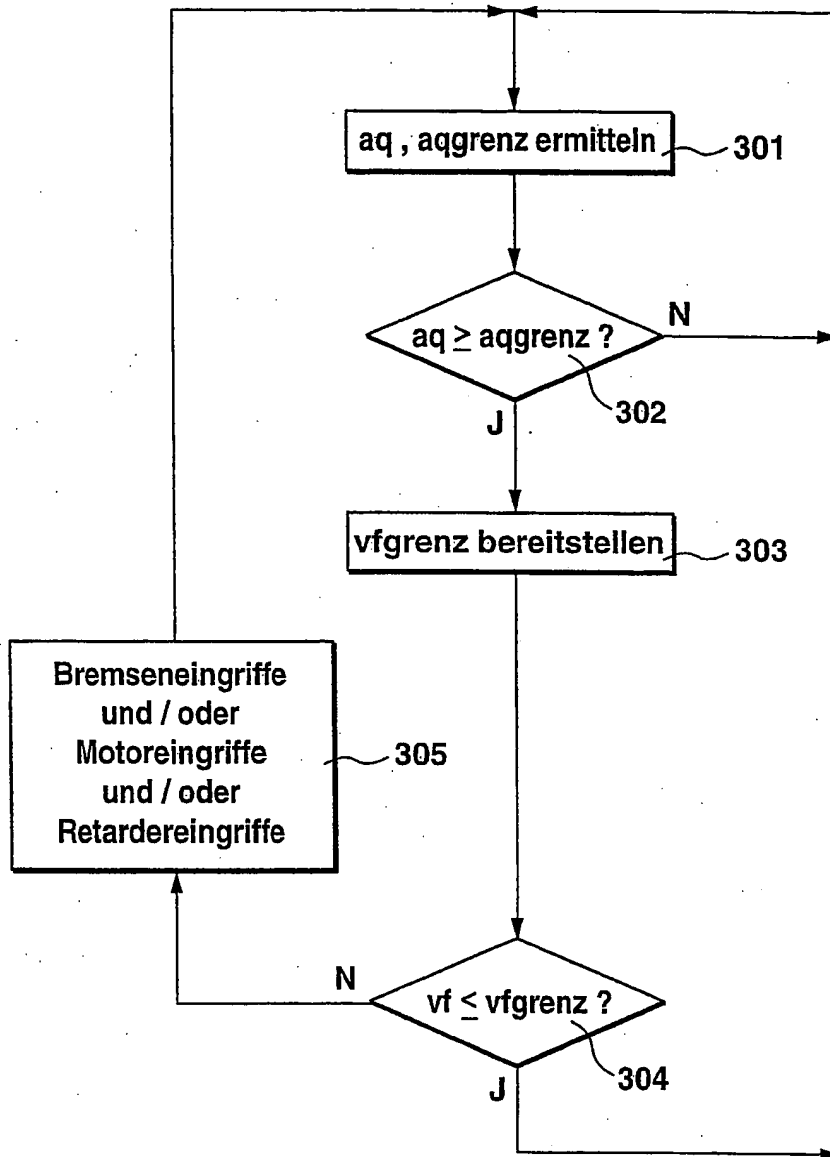 aq , aqgrenz ermitteln
301
aq ≥ aqgrenz ?
N
302
J
vfgrenz bereitstellen
303
Bremseneingriffe
und / oder
Motoreingriffe
und / oder
Retardereingriffe
305
N
vf ≤ vfgrenz ?
304
J